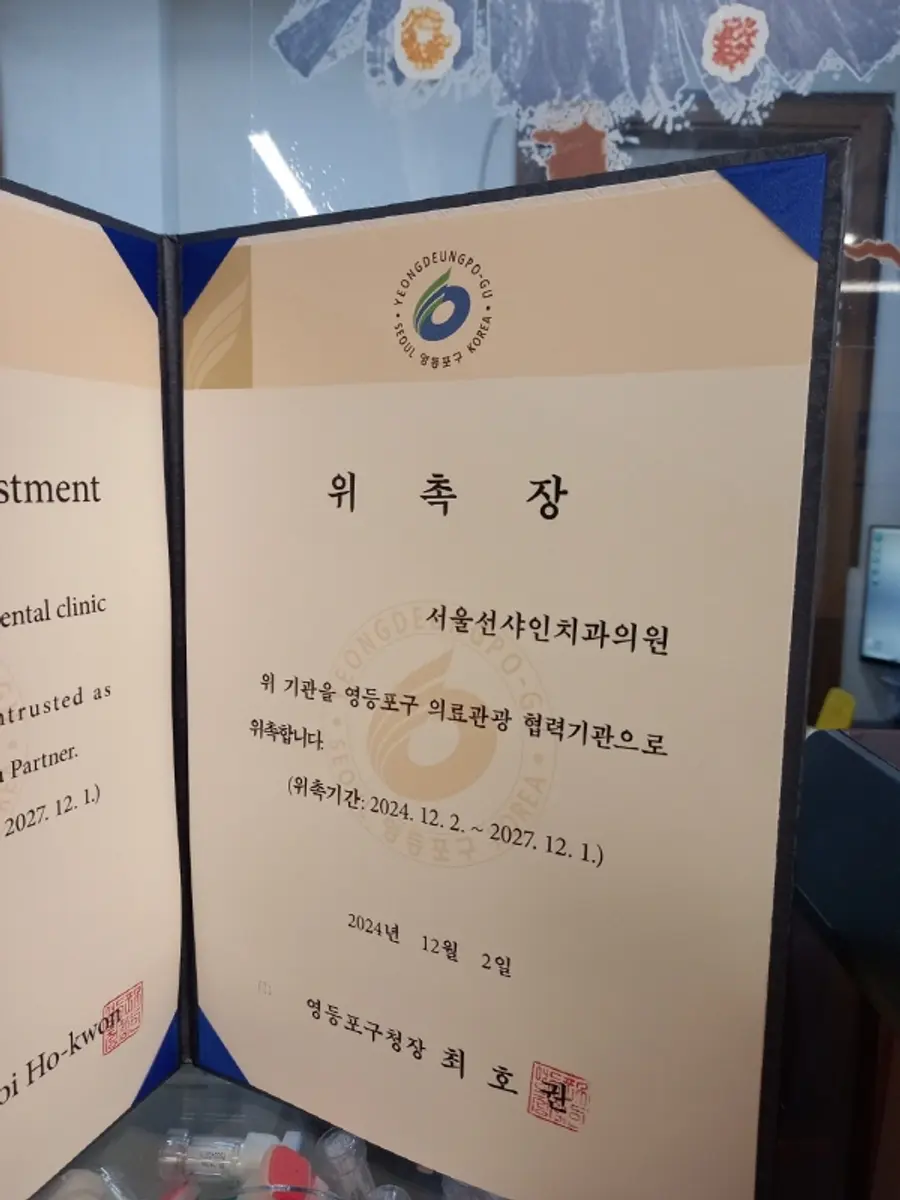 stment
ental clinic
ntrusted as
Partner.
2027. 12. 1.)
oi Ho-kwon
YEONGDEUNGPO-GU
SEOUL 영등포구 KOREA
위 촉 장
서울선샤인치과의원
위 기관을 영등포구 의료관광 협력기관으로
위촉합니다.
(위촉기간: 2024. 12. 2. ~ 2027. 12. 1.)
2024년 12월 2일
영등포구청장 최 호 권